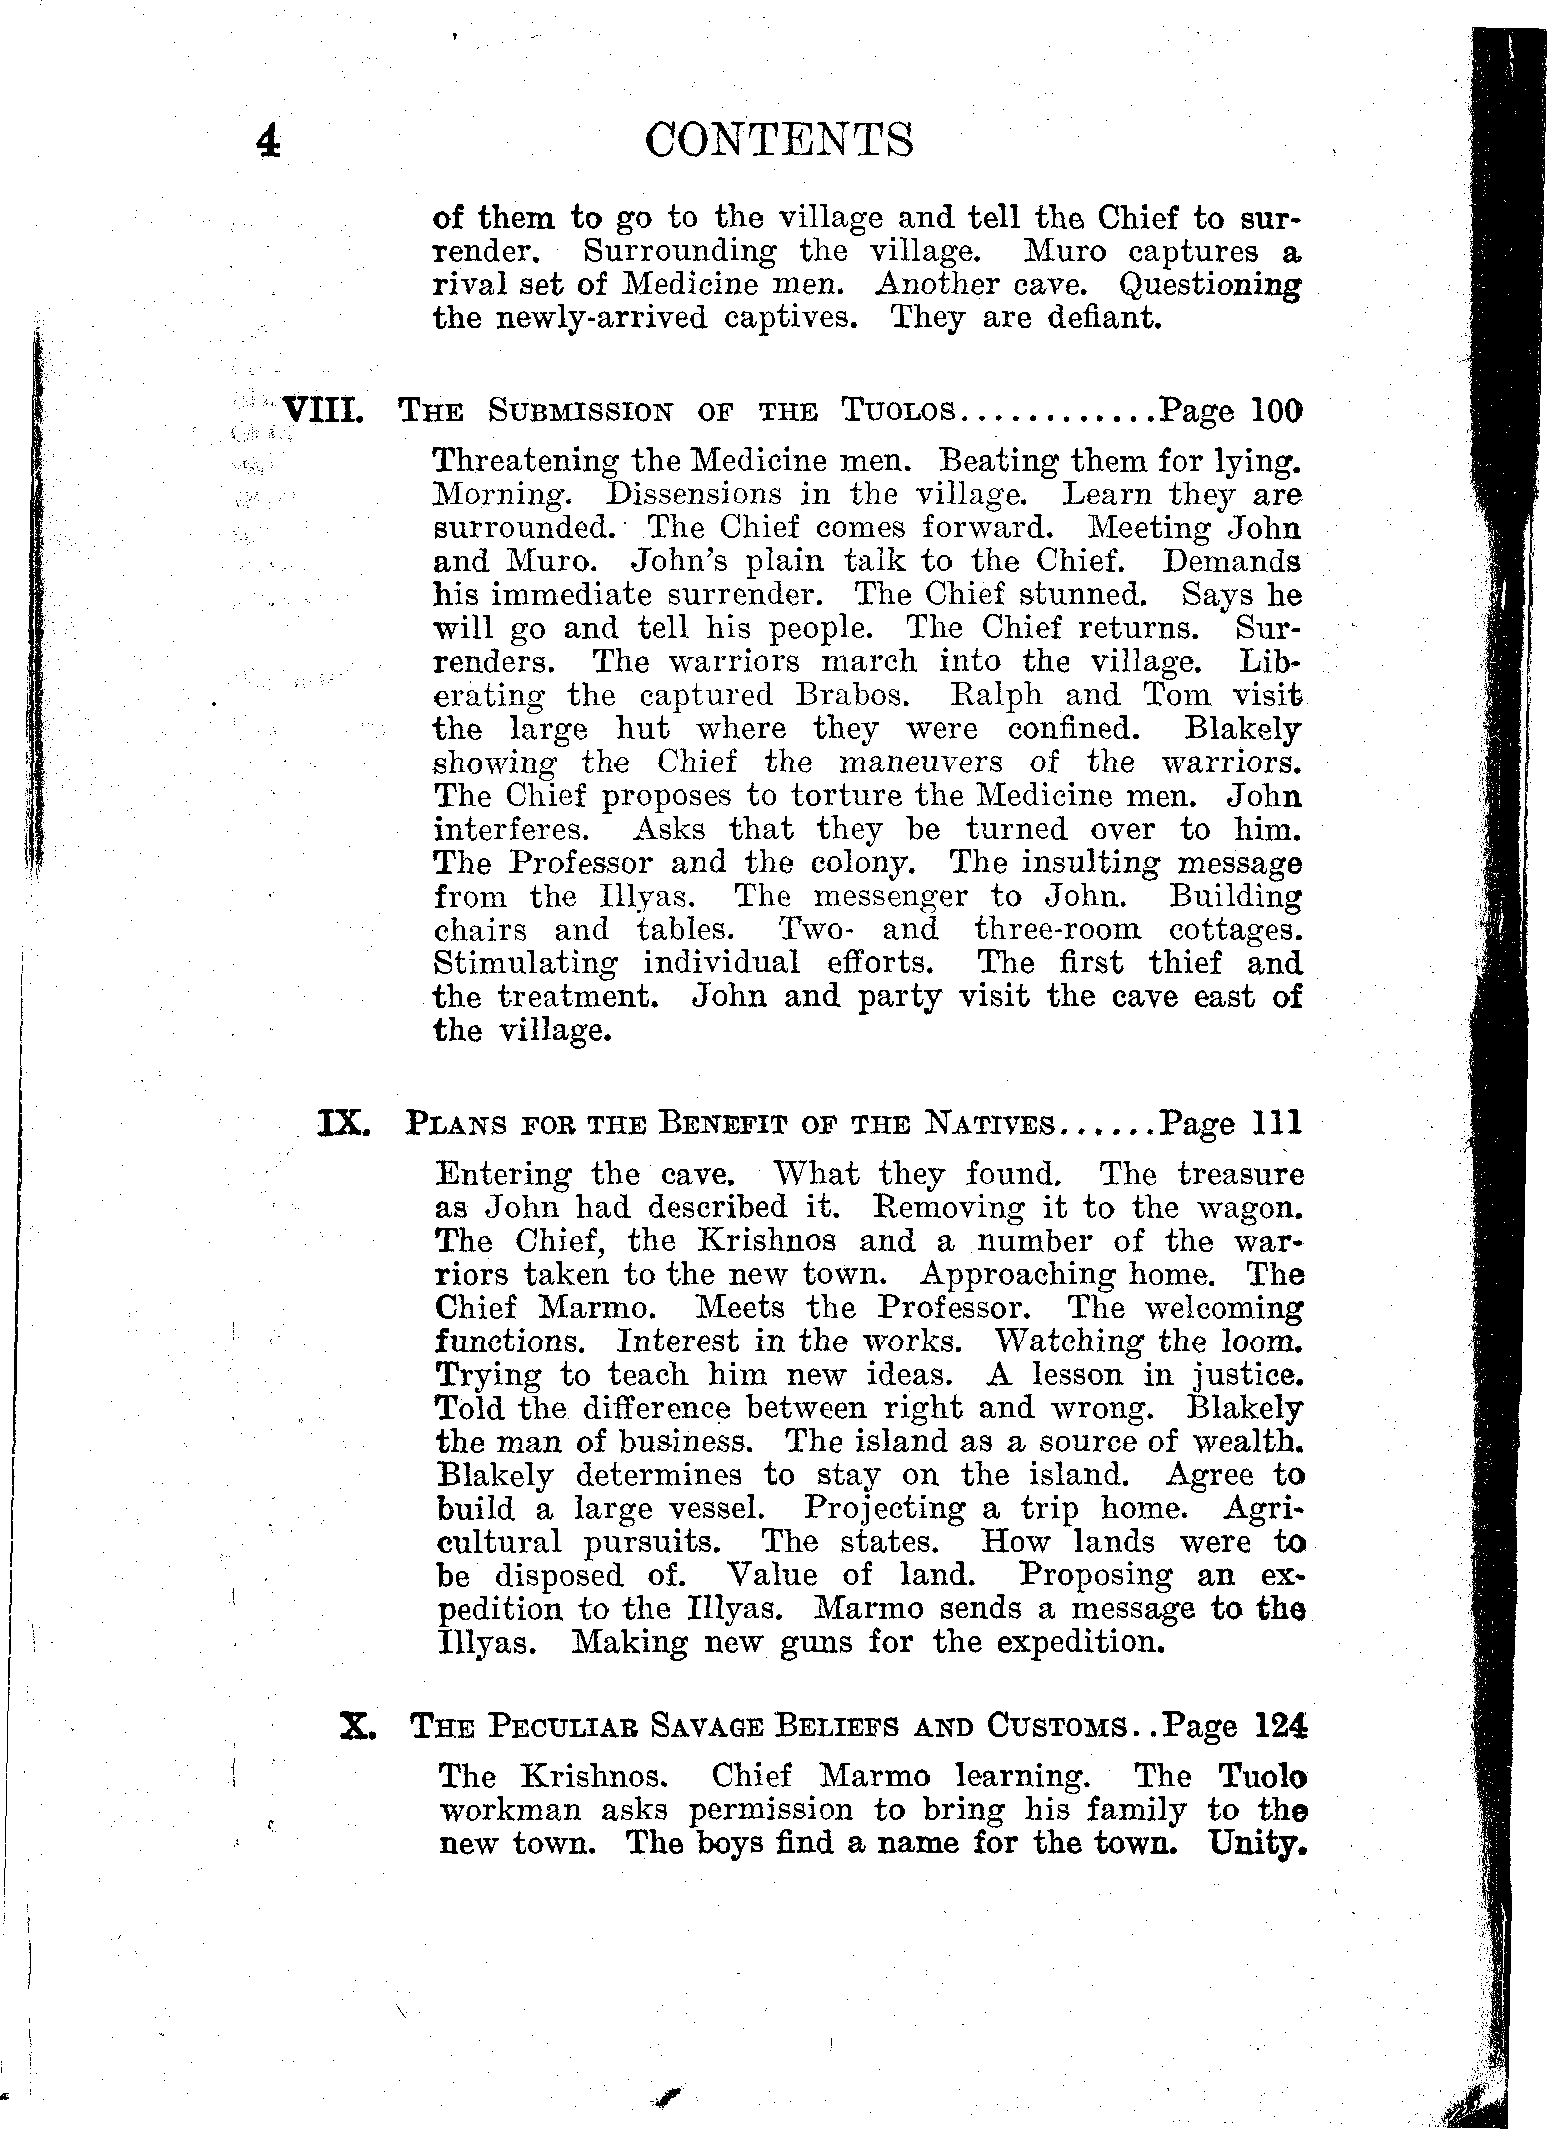 4 CONTENTS
of them to go to the village and tell the Chief to sur-
render. Surrounding the village. Muro captures a
rival set of Medicine men. Another cave. Questioning
the newly-arrived captives. They are defiant.
VIII. THE SUBMISSION OF THE TUOLOS............Page 100
Threatening the Medicine men. Beating them for lying.
Morning. Dissensions in the village. Learn they are
surrounded. The Chief comes forward. Meeting John
and Muro. John's plain talk to the Chief. Demands
his immediate surrender. The Chief stunned. Says he
will go and tell his people. The Chief returns. Sur-
renders. The warriors march into the village. Lib-
erating the captured Brabos. Ralph and Tom visit
the large hut where they were confined. Blakely
showing the Chief the maneuvers of the warriors.
The Chief proposes to torture the Medicine men. John
interferes. Asks that they be turned over to him.
The Professor and the colony. The insulting message
from the Illyas. The messenger to John. Building
chairs and tables. Two- and three-room cottages.
Stimulating individual efforts. The first thief and
the treatment. John and party visit the cave east of
the village.
IX. PLANS FOR THE BENEFIT OF THE NATIVES......Page 111
Entering the cave. What they found. The treasure
as John had described it. Removing it to the wagon.
The Chief, the Krishnos and a number of the war-
riors taken to the new town. Approaching home. The
Chief Marmo. Meets the Professor. The welcoming
functions. Interest in the works. Watching the loom.
Trying to teach him new ideas. A lesson in justice.
Told the difference between right and wrong. Blakely
the man of business. The island as a source of wealth.
Blakely determines to stay on the island. Agree to
build a large vessel. Projecting a trip home. Agri-
cultural pursuits. The states. How lands were to
be disposed of. Value of land. Proposing an ex-
pedition to the Illyas. Marmo sends a message to the
Illyas. Making new guns for the expedition.
X. THE PECULIAR SAVAGE BELIEFS AND CUSTOMS..Page 124
The Krishnos. Chief Marmo learning. The Tuolo
workman asks permission to bring his family to the
new town. The boys find a name for the town. Unity.